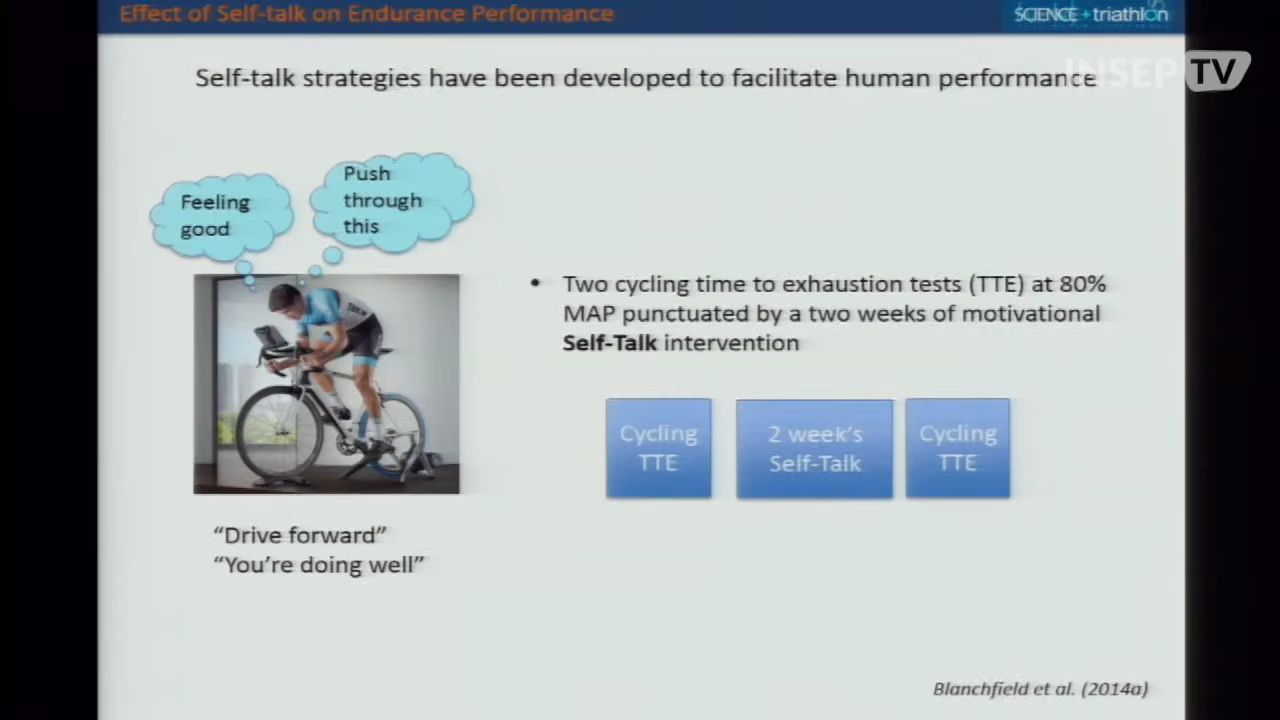 Effect of Self-talk on Endurance Performance
SCIENCE + triathlon
INSEP TV
Self-talk strategies have been developed to facilitate human performance
Feeling
good
Push
through
this
• Two cycling time to exhaustion tests (TTE) at 80%
MAP punctuated by a two weeks of motivational
Self-Talk intervention
Cycling
TTE
2 week's
Self-Talk
Cycling
TTE
"Drive forward"
"You're doing well"
Blanchfield et al. (2014a)